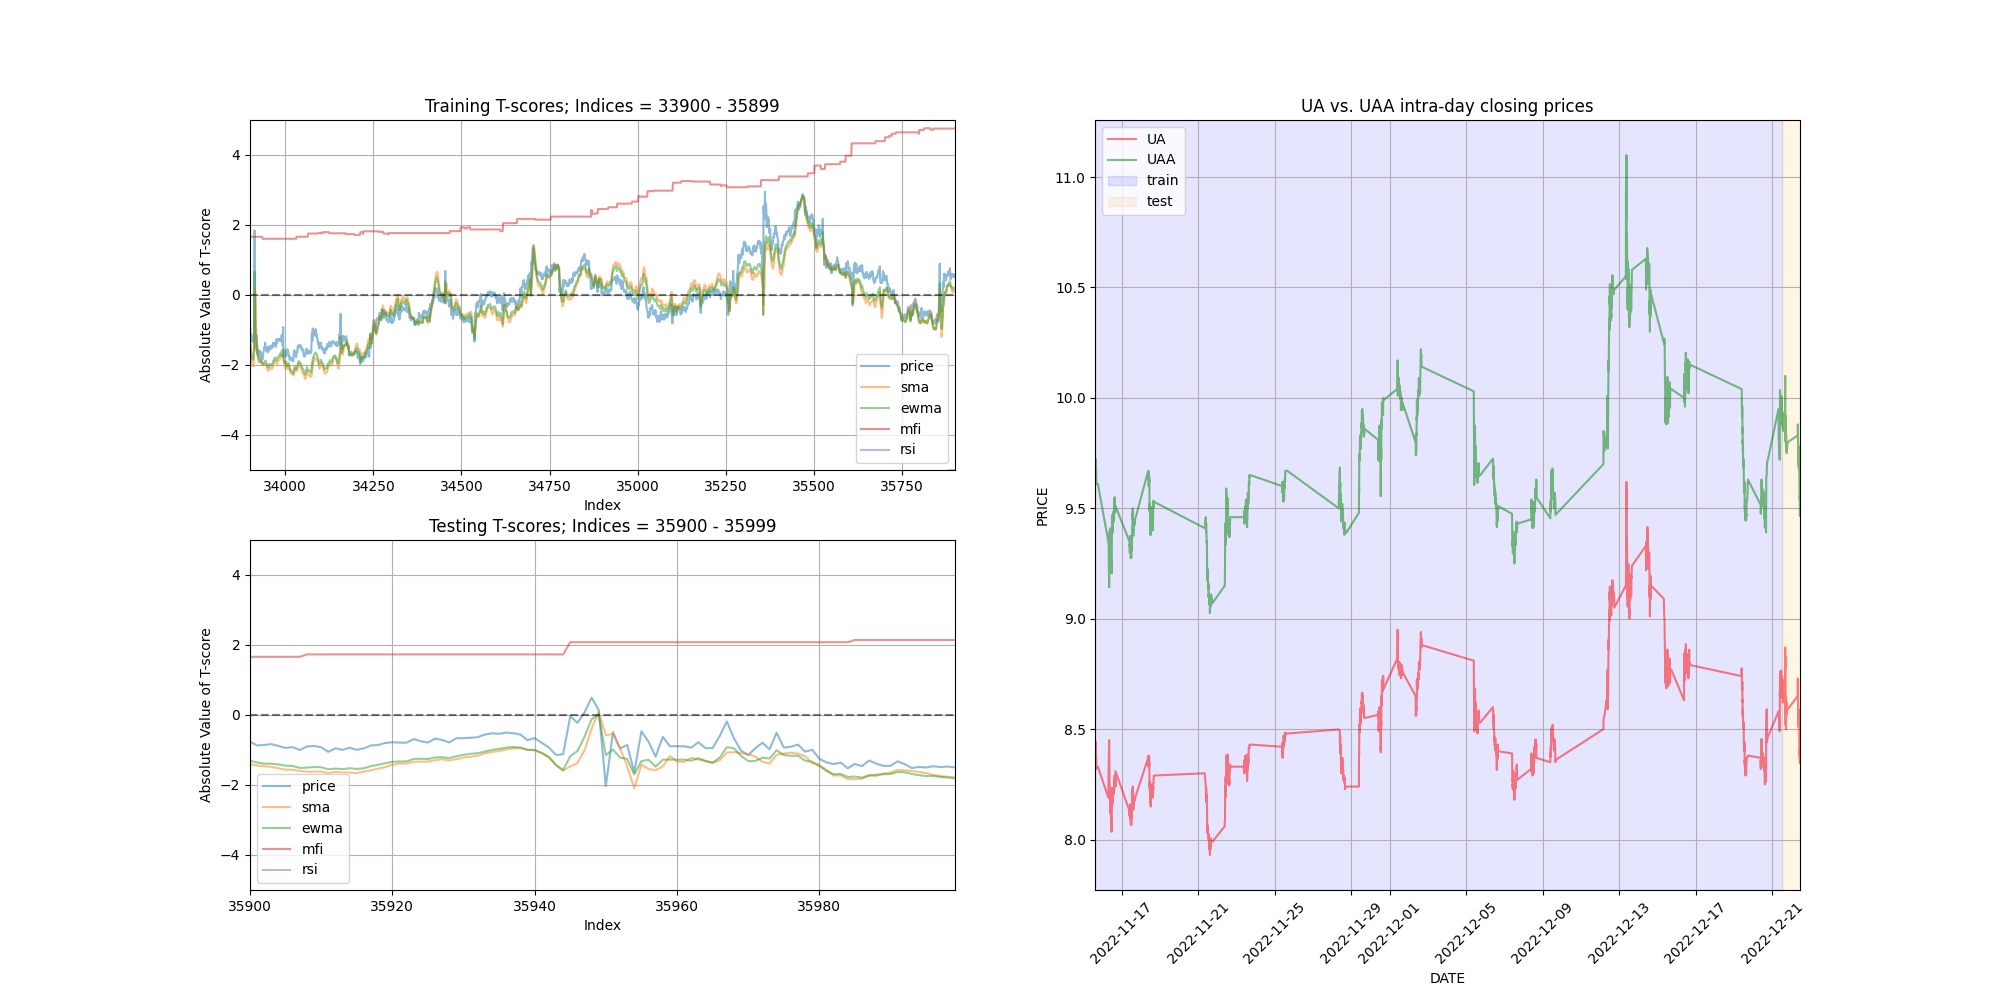 Training T-scores; Indices = 33900 - 35899
Absolute Value of T-score
4
2
0
−2
−4
price
sma
ewma
mfi
rsi
34000 34250 34500 34750 35000 35250 35500 35750
Index
Testing T-scores; Indices = 35900 - 35999
Absolute Value of T-score
4
2
0
−2
−4
price
sma
ewma
mfi
rsi
35900 35920 35940 35960 35980
Index
UA vs. UAA intra-day closing prices
UA
UAA
train
test
PRICE
11.0
10.5
10.0
9.5
9.0
8.5
8.0
2022-11-17 2022-11-21 2022-11-25 2022-11-29 2022-12-01 2022-12-05 2022-12-09 2022-12-13 2022-12-17 2022-12-21
DATE